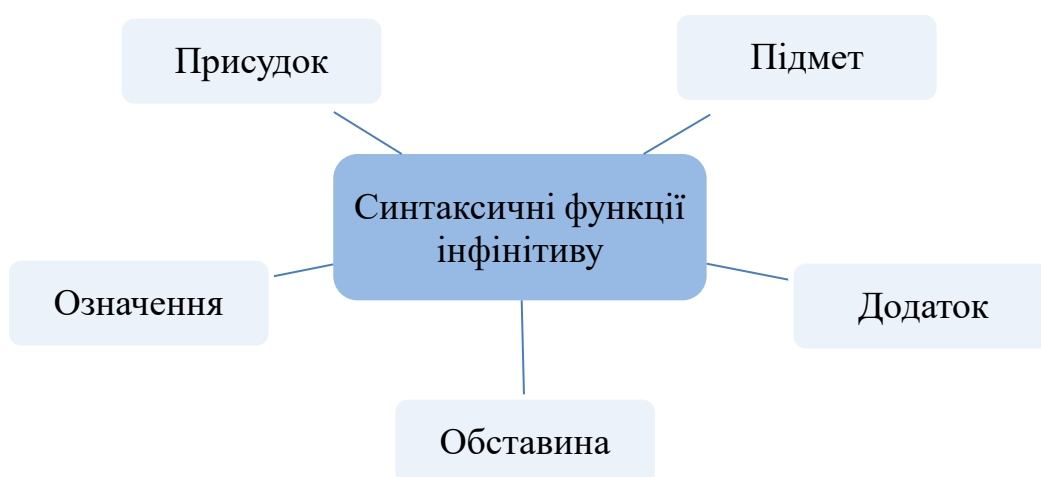 Присудок
Підмет
Синтаксичні функції
інфінітиву
Означення
Додаток
Обставина